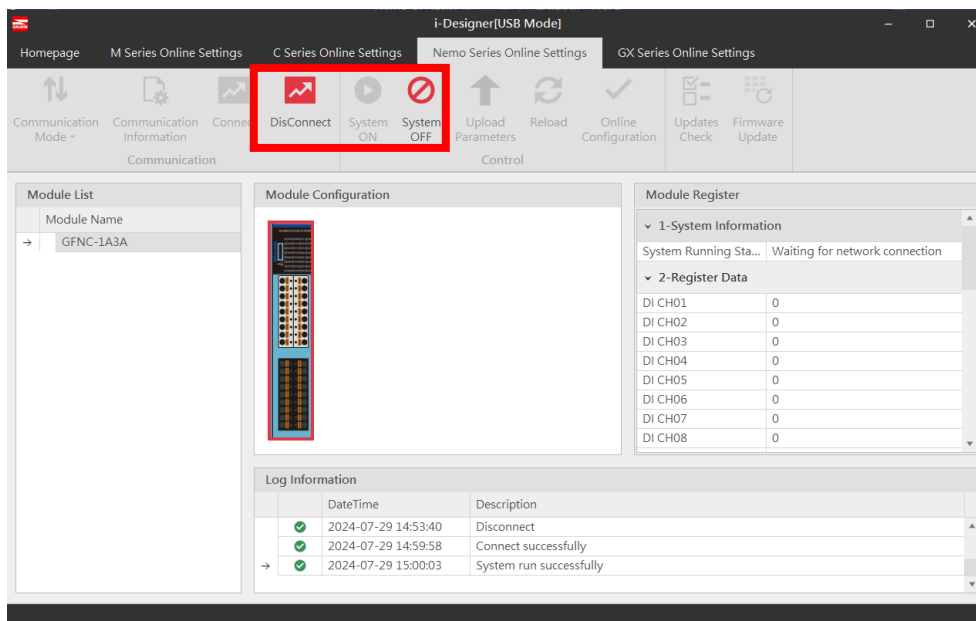 i-Designer[USB Mode]
Homepage M Series Online Settings C Series Online Settings Nemo Series Online Settings GX Series Online Settings
Communication Mode Communication Information Connec DisConnect System ON System OFF Upload Parameters Reload Online Configuration Updates Check Firmware Update
Communication Control
Module List
Module Name
GFNC-1A3A
Module Configuration
Module Register
1-System Information
System Running Sta... Waiting for network connection
2-Register Data
DI CH01 0
DI CH02 0
DI CH03 0
DI CH04 0
DI CH05 0
DI CH06 0
DI CH07 0
DI CH08 0
Log Information
DateTime Description
2024-07-29 14:53:40 Disconnect
2024-07-29 14:59:58 Connect successfully
2024-07-29 15:00:03 System run successfully